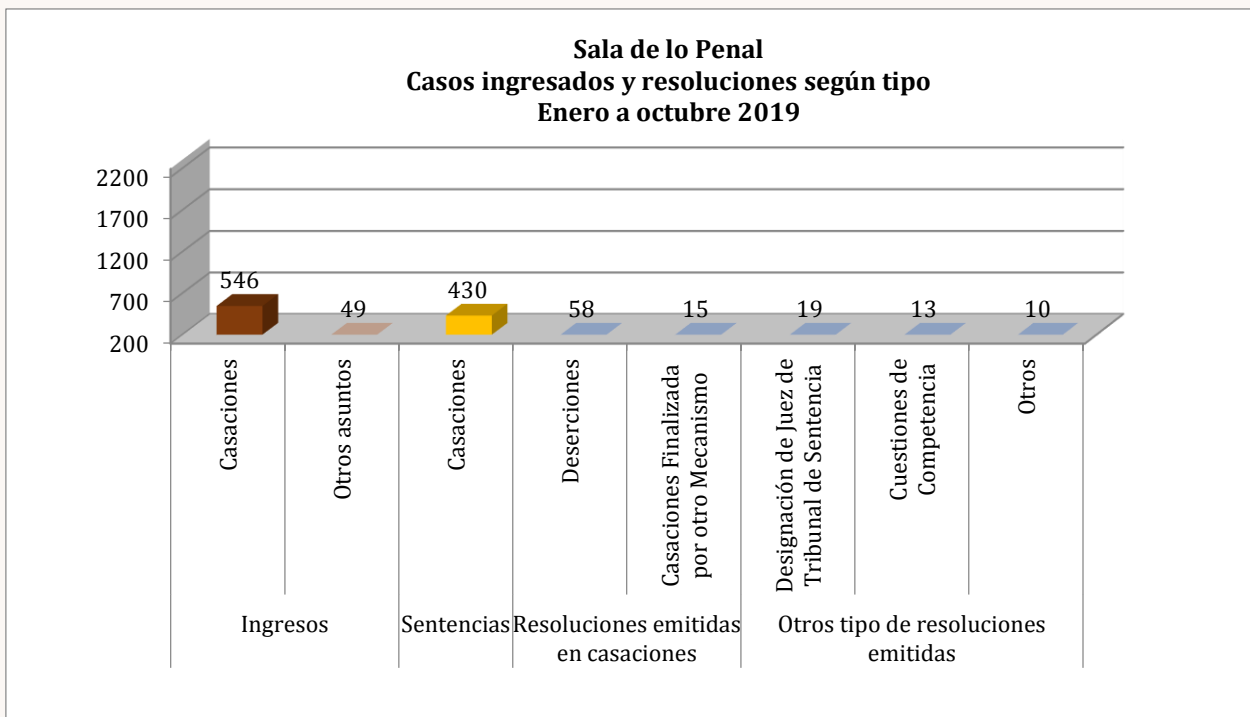 Sala de lo Penal
Casos ingresados y resoluciones según tipo
Enero a octubre 2019
2200
1700
1200
700
200
546
49
430
58
15
19
13
10
Casaciones
Otros asuntos
Casaciones
Deserciones
Casaciones Finalizada
por otro Mecanismo
Designación de Juez de
Tribunal de Sentencia
Cuestiones de
Competencia
Otros
Ingresos
Sentencias
Resoluciones emitidas
en casaciones
Otros tipo de resoluciones
emitidas